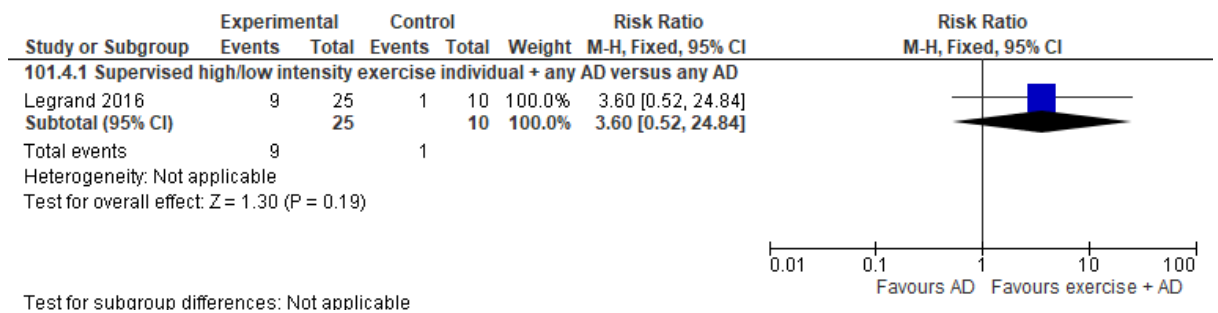 Experimental Control Risk Ratio Risk Ratio
Study or Subgroup Events Total Events Total Weight M-H, Fixed, 95% CI M-H, Fixed, 95% CI
101.4.1 Supervised high/low intensity exercise individual + any AD versus any AD
Legrand 2016 9 25 1 10 100.0% 3.60 [0.52, 24.84]
Subtotal (95% CI) 25 10 100.0% 3.60 [0.52, 24.84]
Total events 9 1
Heterogeneity: Not applicable
Test for overall effect: Z = 1.30 (P = 0.19)
0.01 0.1 1 10 100
Favours AD Favours exercise + AD
Test for subgroup differences: Not applicable